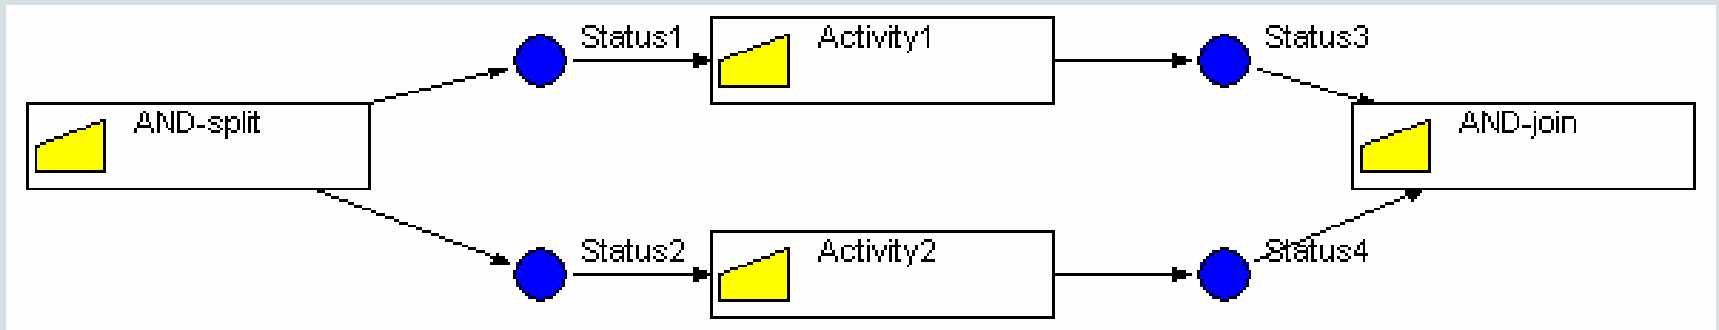 Status1
Activity1
Status3
AND-split
AND-join
Status2
Activity2
Status4